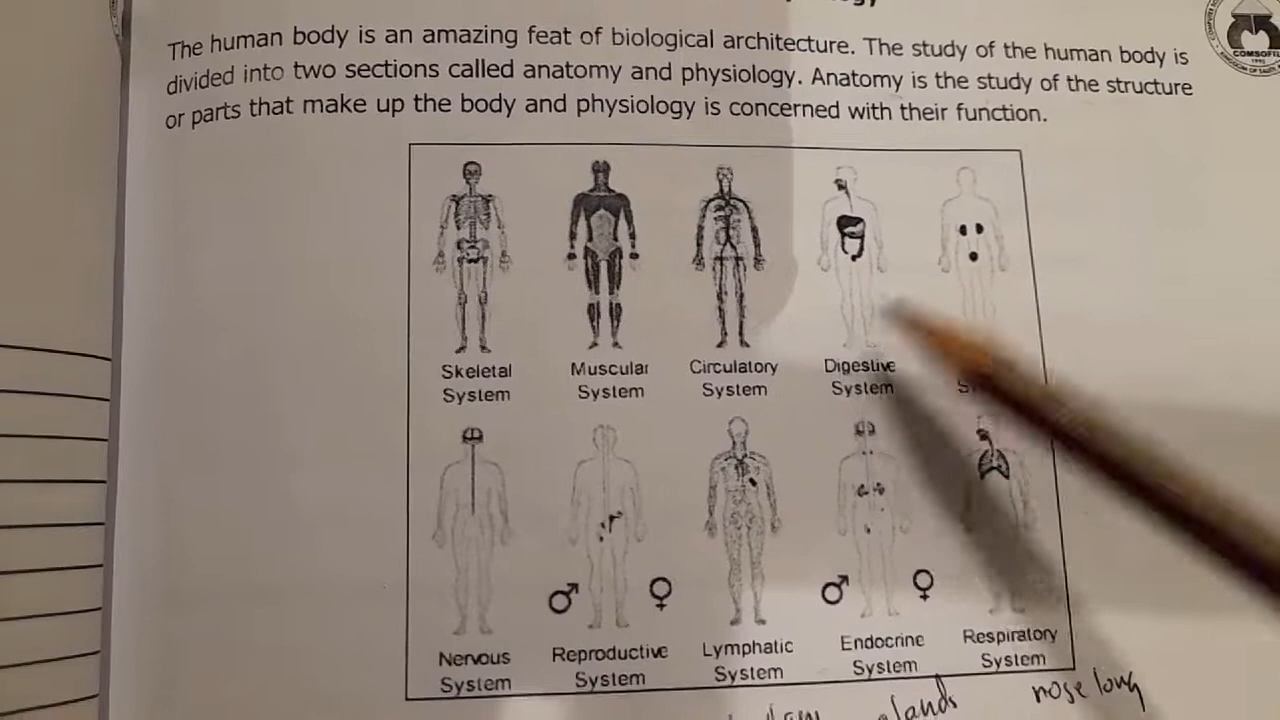 The human body is an amazing feat of biological architecture. The study of the human body is
divided into two sections called anatomy and physiology. Anatomy is the study of the structure
or parts that make up the body and physiology is concerned with their function.
Skeletal
System
Muscular
System
Circulatory
System
Digestive
System
Nervous
System
Reproductive
System
Lymphatic
System
Endocrine
System
Respiratory
System
glands
nose long